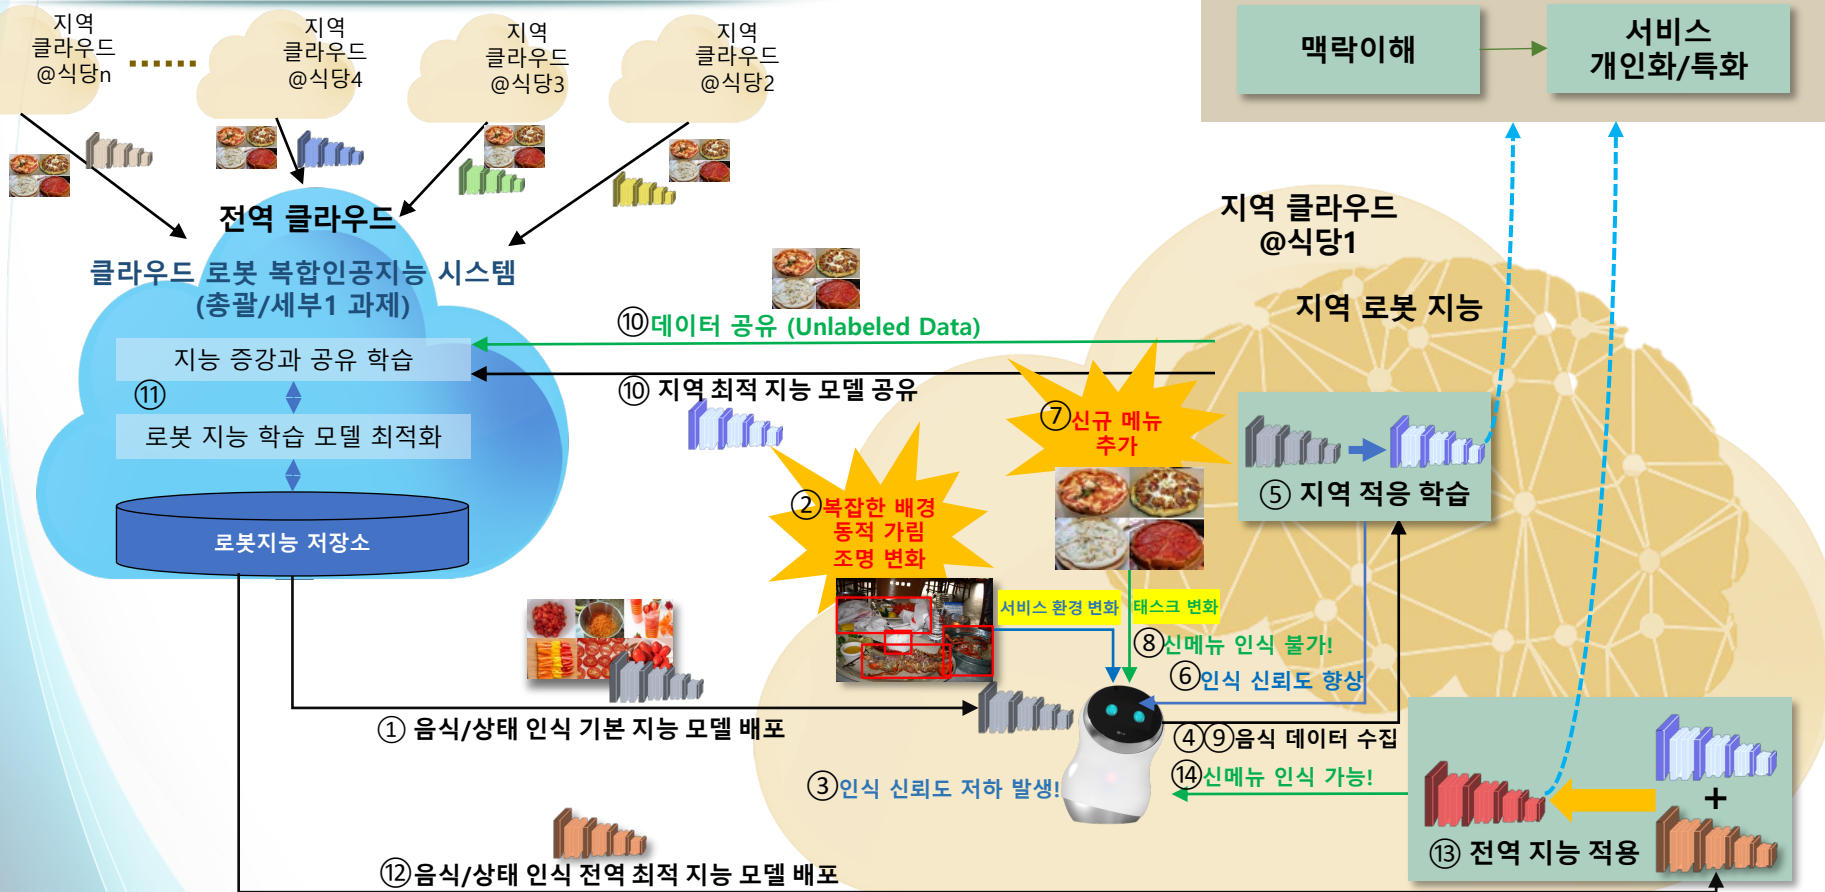 지역
클라우드
@식당n
지역
클라우드
@식당4
지역
클라우드
@식당3
지역
클라우드
@식당2
맥락이해
서비스
개인화/특화
전역 클라우드
클라우드 로봇 복합인공지능 시스템
(총괄/세부1 과제)
지역 클라우드
@식당1
지역 로봇 지능
⑩데이터 공유 (Unlabeled Data)
지능 증강과 공유 학습
⑪
⑩ 지역 최적 지능 모델 공유
로봇 지능 학습 모델 최적화
로봇지능 저장소
⑦신규 메뉴
추가
②복잡한 배경
동적 가림
조명 변화
⑤ 지역 적응 학습
서비스 환경 변화
태스크 변화
⑧신메뉴 인식 불가!
⑥인식 신뢰도 향상
① 음식/상태 인식 기본 지능 모델 배포
④⑨음식 데이터 수집
③인식 신뢰도 저하 발생!
⑭신메뉴 인식 가능!
+
⑬ 전역 지능 적용
⑫음식/상태 인식 전역 최적 지능 모델 배포